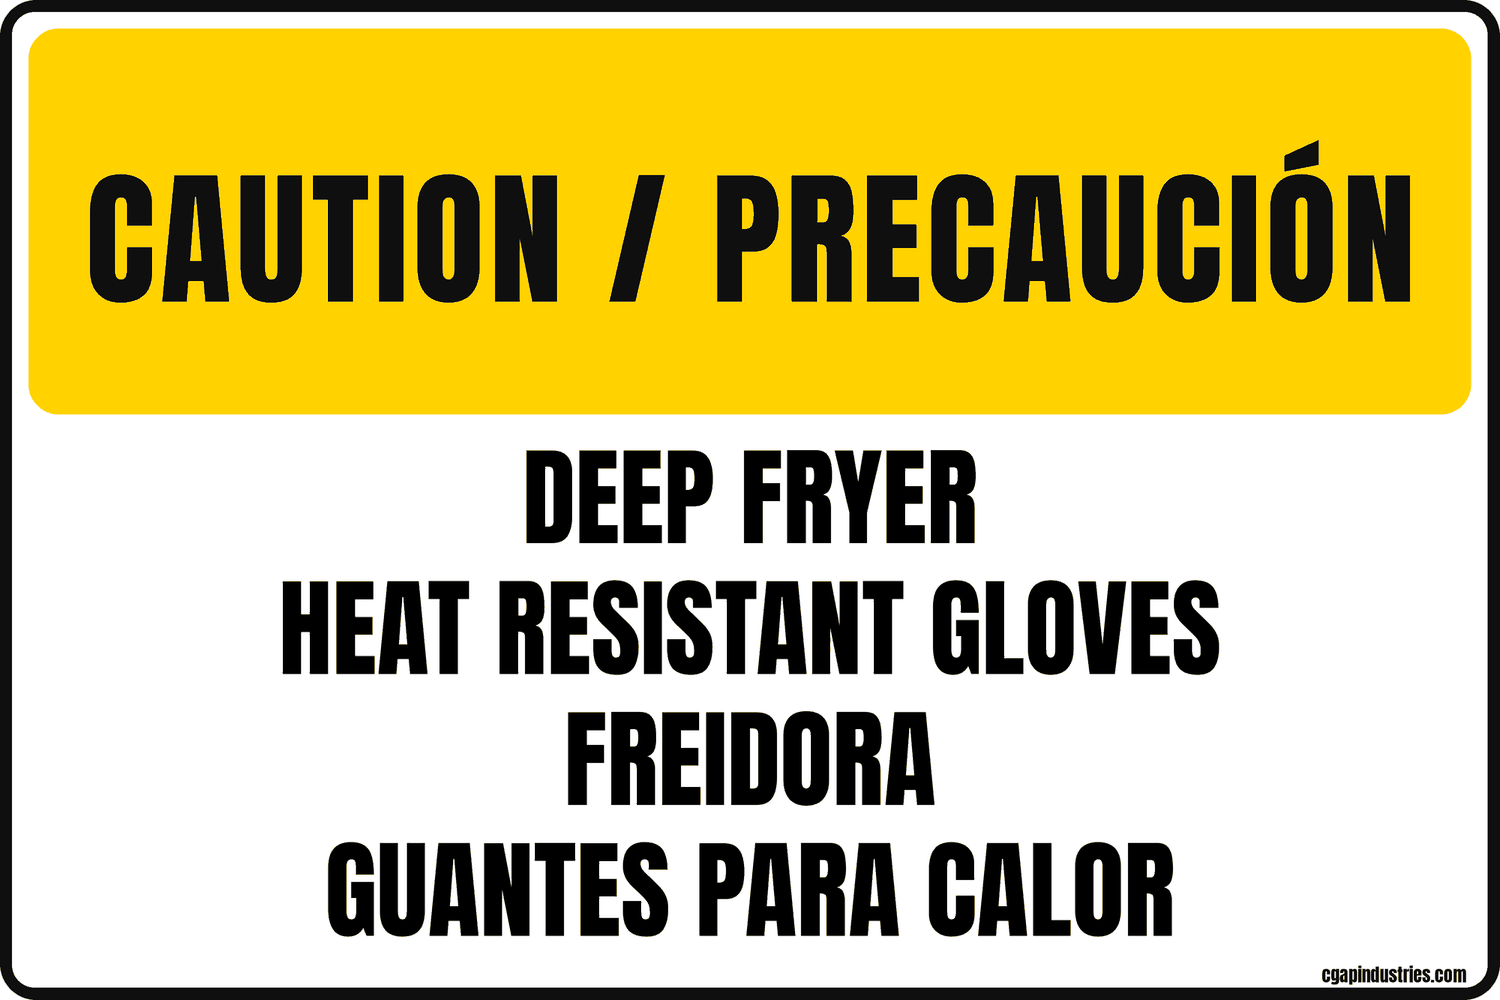 CAUTION / PRECAUCIÓN
DEEP FRYER
HEAT RESISTANT GLOVES
FREIDORA
GUANTES PARA CALOR
cgapindustries.com